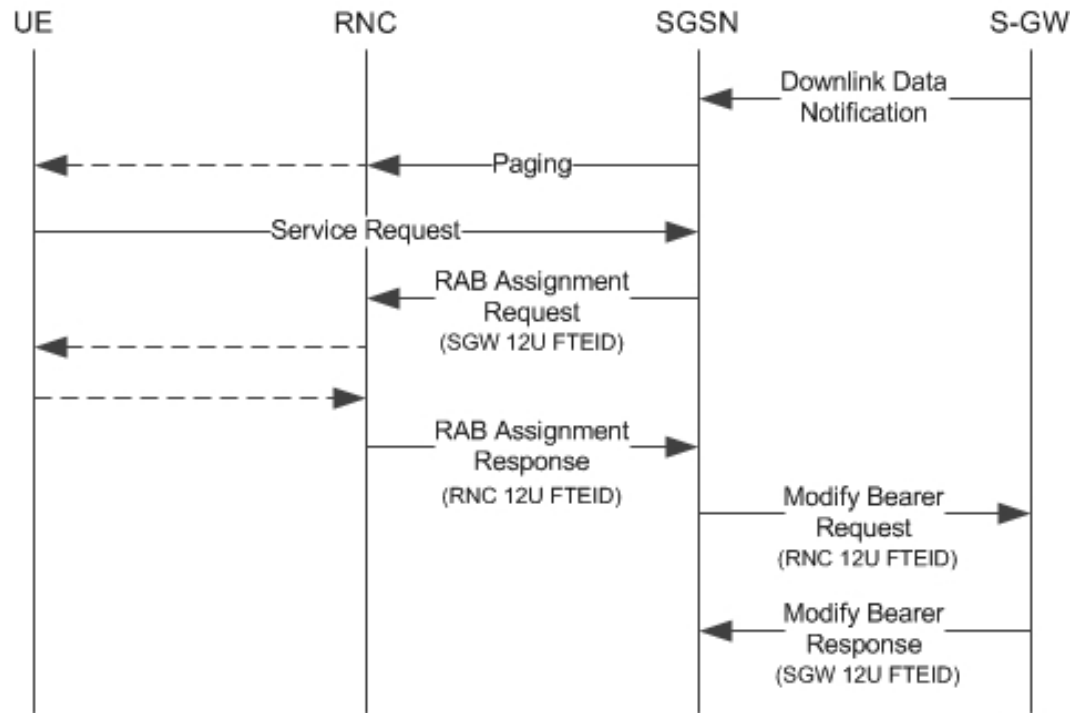 UE RNC SGSN S-GW
Downlink Data
Notification
Paging
Service Request
RAB Assignment
Request
(SGW 12U FTEID)
RAB Assignment
Response
(RNC 12U FTEID)
Modify Bearer
Request
(RNC 12U FTEID)
Modify Bearer
Response
(SGW 12U FTEID)